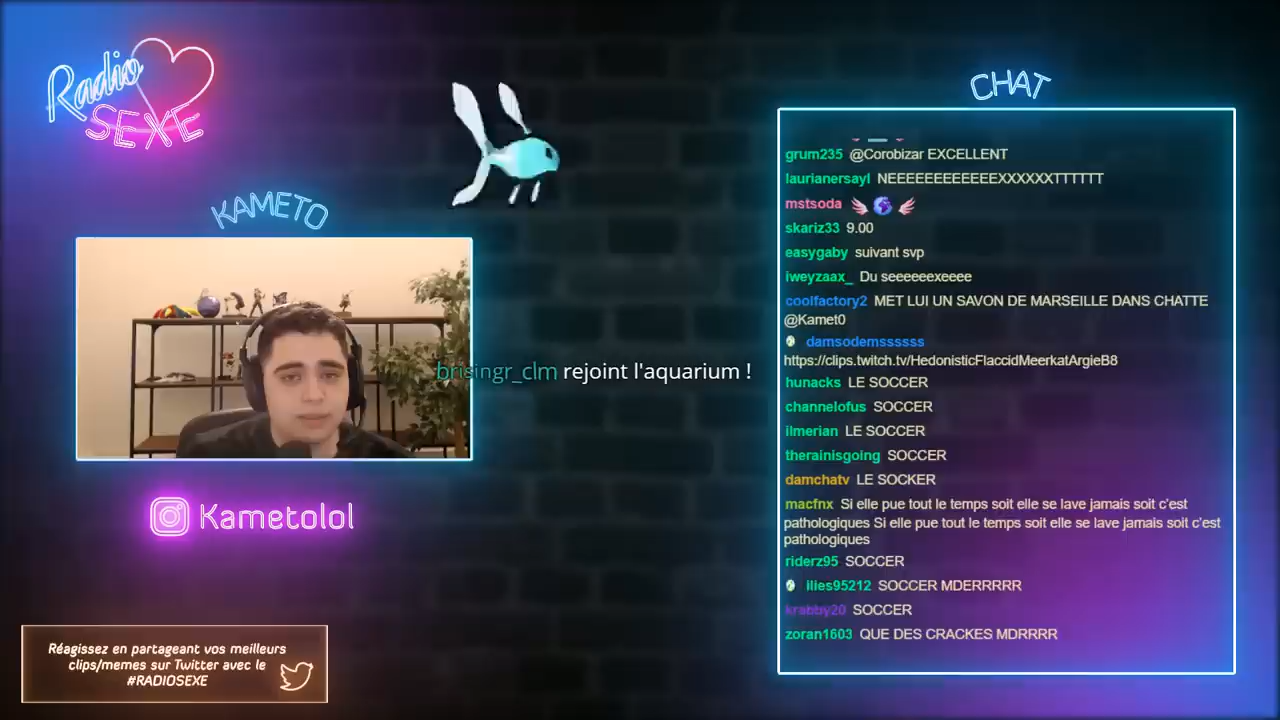 Radio
SEXE
KAMETO
brisingr_clm rejoint l'aquarium !
Kametolol
Réagissez en partageant vos meilleurs
clips/memes sur Twitter avec le
#RADIOSEXE
CHAT
grum235 @Corobizar EXCELLENT
laurianersayl NEEEEEEEEEEEEXXXXXXTTTTTT
mstsoda
skariz33 9.00
easygaby suivant svp
iweyzaax_ Du seeeeeexeeee
coolfactory2 MET LUI UN SAVON DE MARSEILLE DANS CHATTE
@Kamet0
damsodemssssss
https://clips.twitch.tv/HedonisticFlaccidMeerkatArgieB8
hunacks LE SOCCER
channelofus SOCCER
ilmerian LE SOCCER
therainisgoing SOCCER
damchatv LE SOCKER
macfnx Si elle pue tout le temps soit elle se lave jamais soit c'est
pathologiques Si elle pue tout le temps soit elle se lave jamais soit c'est
pathologiques
riderz95 SOCCER
ilies95212 SOCCER MDERRRRR
krabby20 SOCCER
zoran1603 QUE DES CRACKES MDRRRR